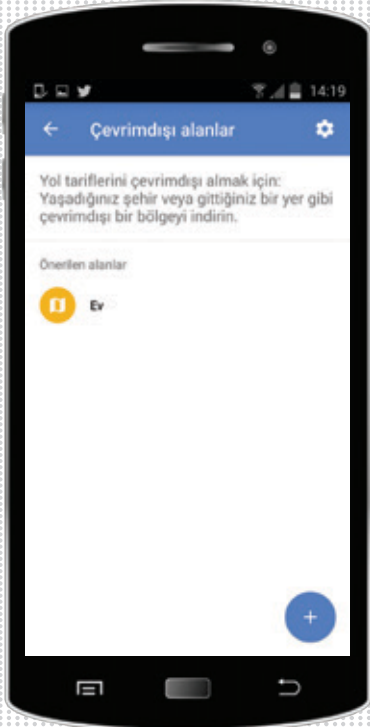 14:19
Çevrimdışı alanlar
Yol tariflerini çevrimdışı almak için:
Yaşadığınız şehir veya gittiğiniz bir yer gibi
çevrimdışı bir bölgeyi indirin.
Önerilen alanlar
Ev